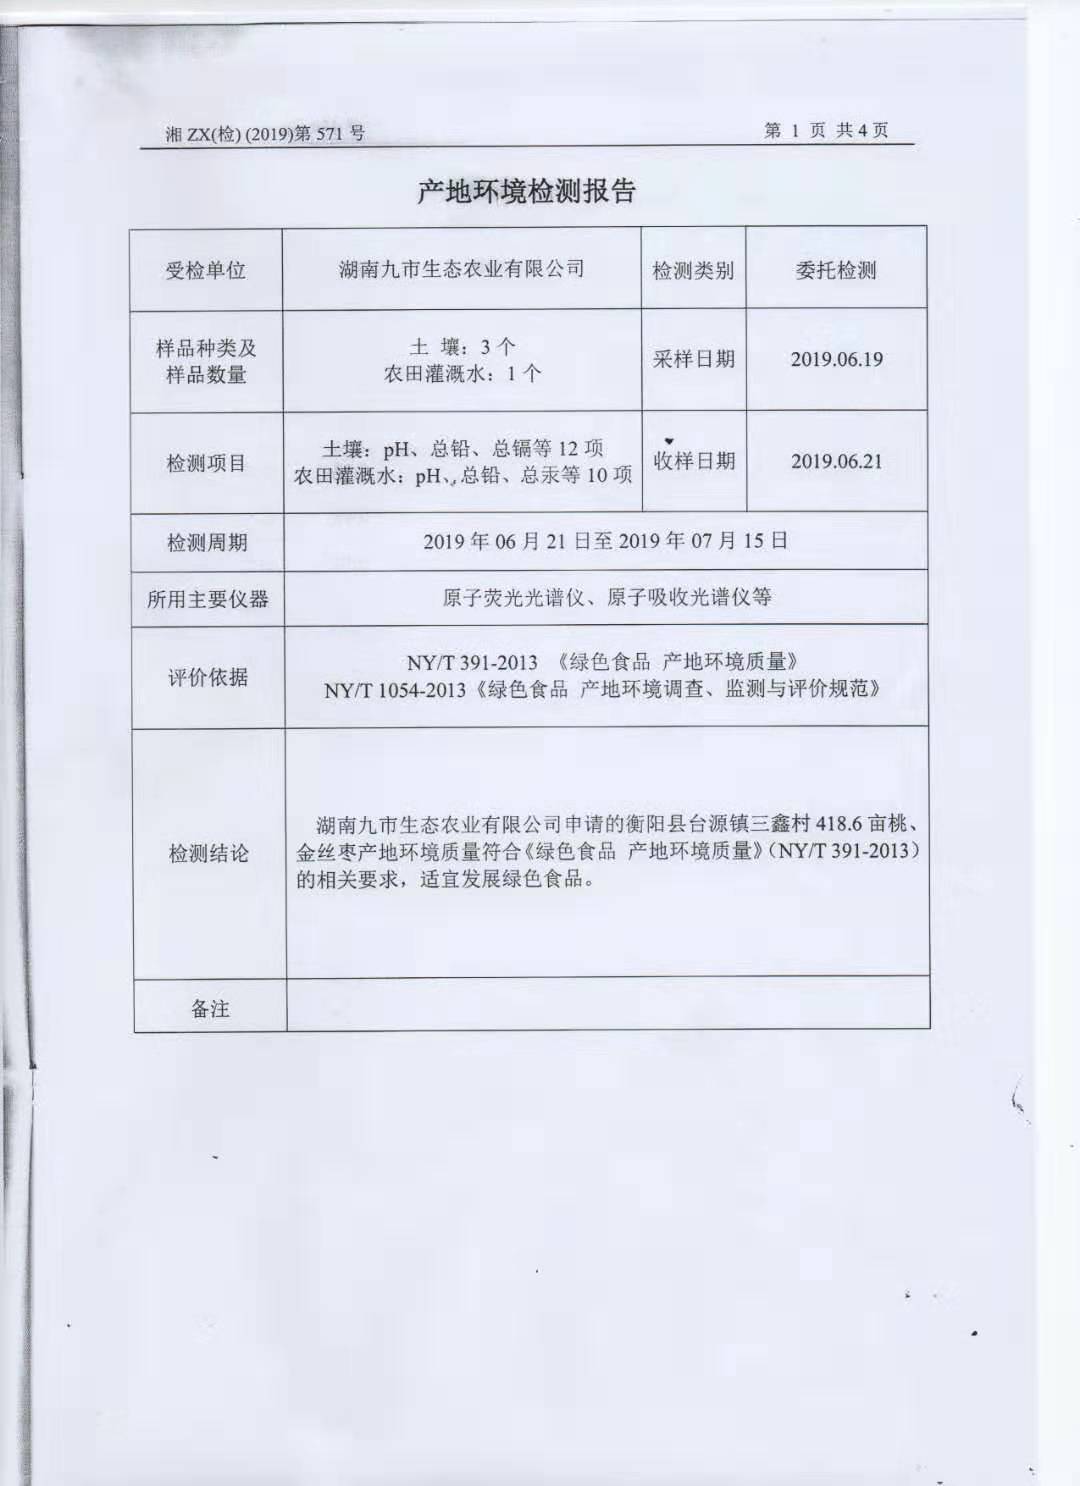 湘 ZX(检) (2019)第 571 号
第 1 页 共 4 页
产地环境检测报告
受检单位
湖南九市生态农业有限公司
检测类别
委托检测
样品种类及
样品数量
土 壤：3 个
农田灌溉水：1 个
采样日期
2019.06.19
检测项目
土壤：pH、总铅、总镉等 12 项
农田灌溉水：pH、总铅、总汞等 10 项
收样日期
2019.06.21
检测周期
2019 年 06 月 21 日至 2019 年 07 月 15 日
所用主要仪器
原子荧光光谱仪、原子吸收光谱仪等
评价依据
NY/T 391-2013 《绿色食品 产地环境质量》
NY/T 1054-2013《绿色食品 产地环境调查、监测与评价规范》
检测结论
湖南九市生态农业有限公司申请的衡阳县台源镇三鑫村 418.6 亩桃、
金丝枣产地环境质量符合《绿色食品 产地环境质量》（NY/T 391-2013）
的相关要求，适宜发展绿色食品。
备注